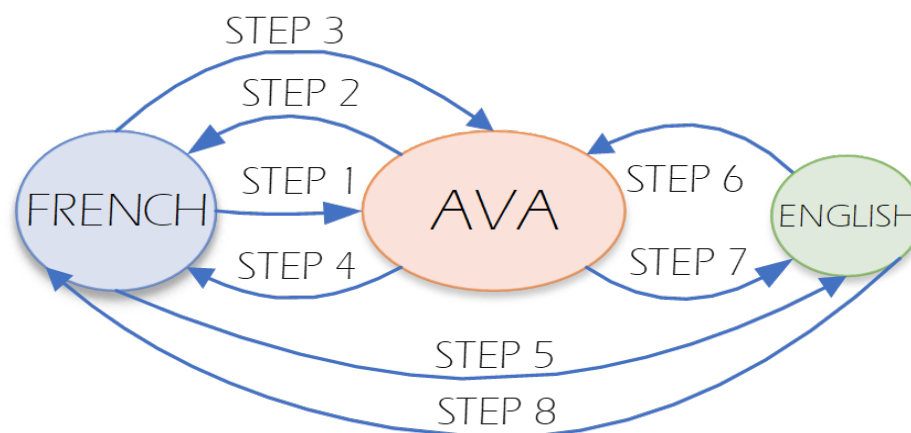 STEP 3
STEP 2
STEP 1
FRENCH
AVA
STEP 6
ENGLISH
STEP 4
STEP 7
STEP 5
STEP 8